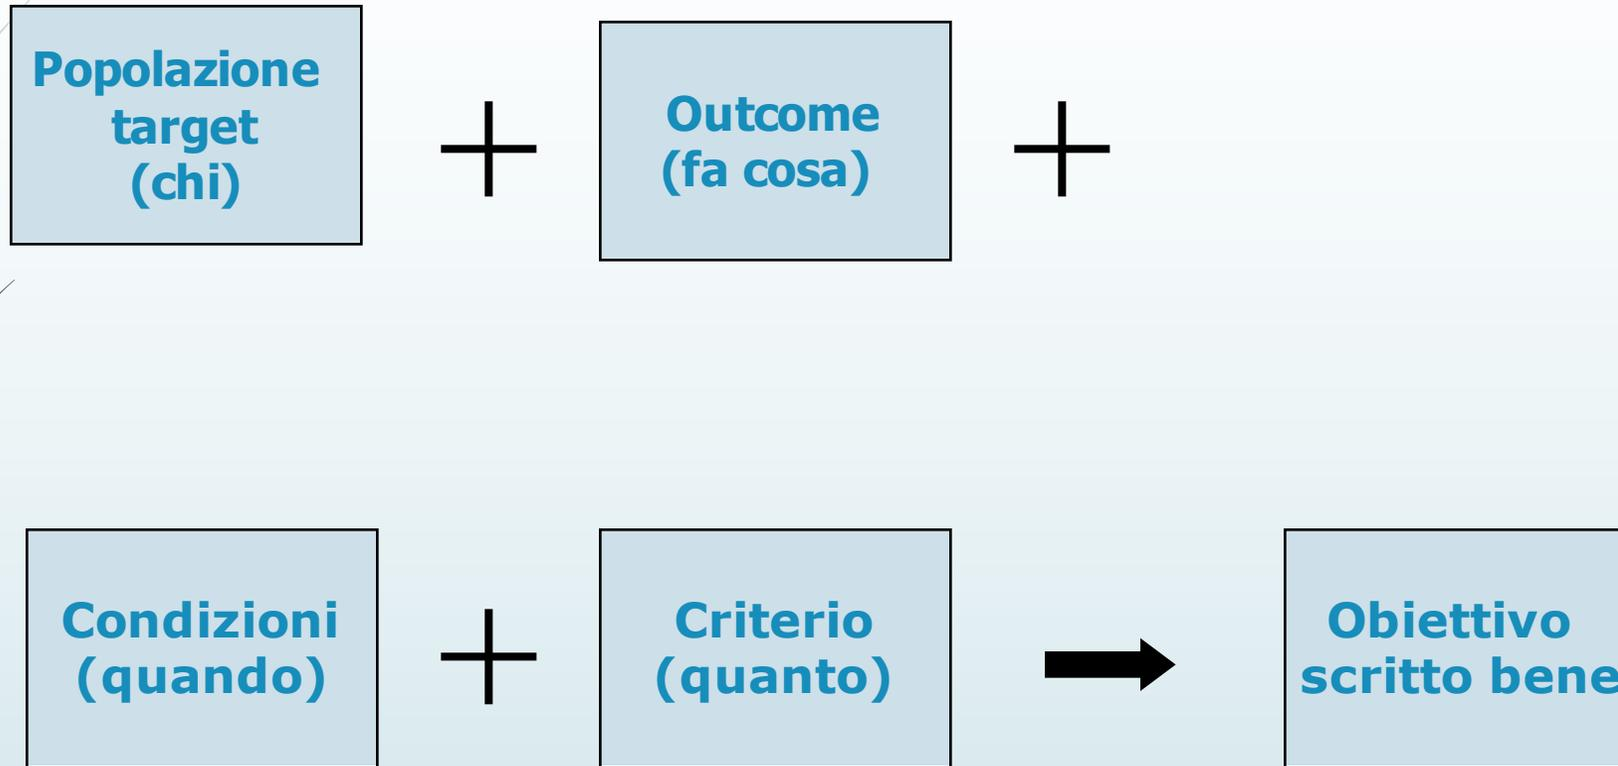 Popolazione
target
(chi)
Outcome
(fa cosa)
Condizioni
(quando)
Criterio
(quanto)
Obiettivo
scritto bene